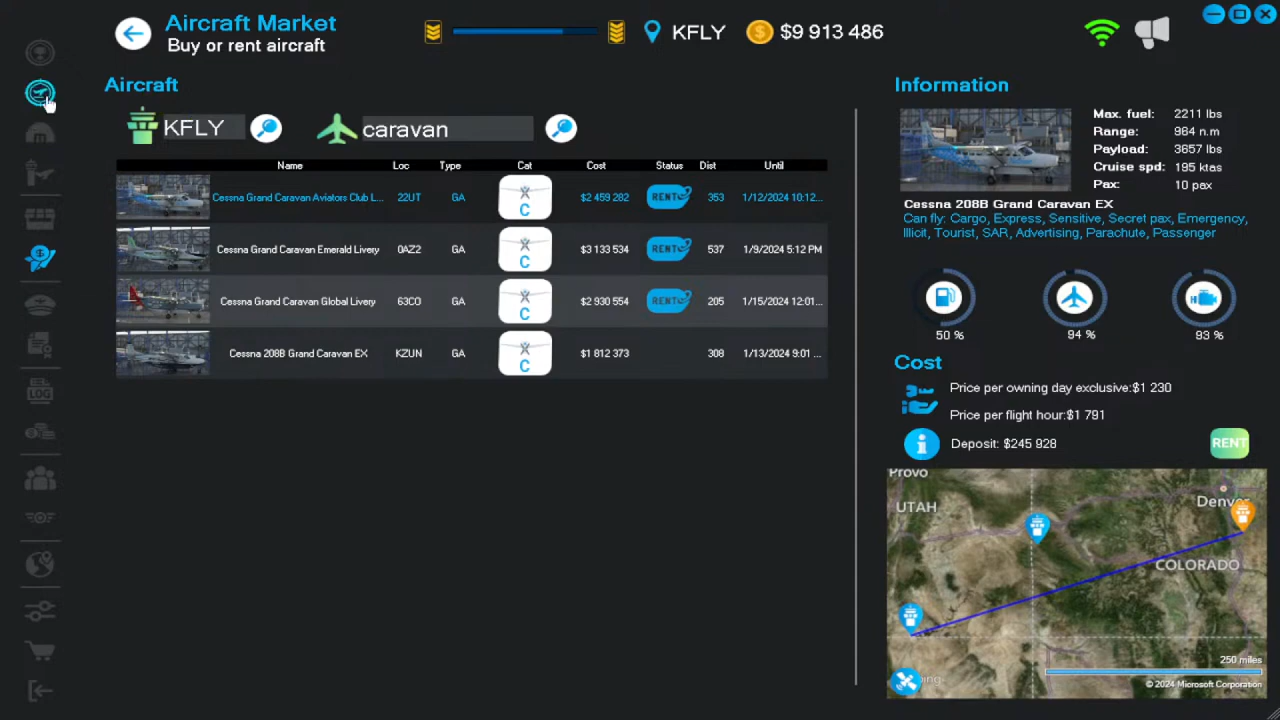 Aircraft Market
Buy or rent aircraft
KFLY
$9 913 486
Aircraft
KFLY
caravan
Name Loc Type Cat Cost Status Dist Until
Cessna Grand Caravan Aviators Club L... 22UT GA C $2 459 282 RENT 353 1/12/2024 10:12...
Cessna Grand Caravan Emerald Livery 0AZ2 GA C $3 133 534 RENT 537 1/9/2024 5:12 PM
Cessna Grand Caravan Global Livery 63CO GA C $2 930 554 RENT 205 1/15/2024 12:01...
Cessna 208B Grand Caravan EX KZUN GA C $1 812 373 308 1/13/2024 9:01 ...
Information
Max. fuel: 2211 lbs
Range: 964 n.m
Payload: 3857 lbs
Cruise spd: 195 ktas
Pax: 10 pax
Cessna 208B Grand Caravan EX
Can fly: Cargo, Express, Sensitive, Secret pax, Emergency,
Illicit, Tourist, SAR, Advertising, Parachute, Passenger
50 %
94 %
93 %
Cost
Price per owning day exclusive:$1 230
Price per flight hour:$1 791
Deposit: $245 928
RENT
Provo
UTAH
Denver
COLORADO
250 miles
© 2024 Microsoft Corporation
LOG